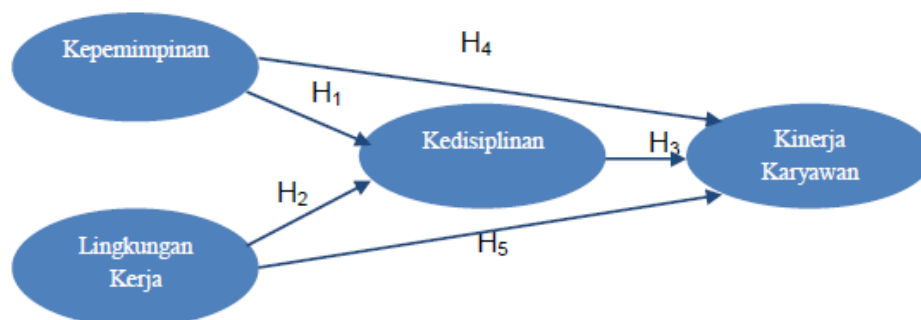 Kepemimpinan
H4
H1
Kedisiplinan
H3
Kinerja
Karyawan
H2
Lingkungan
Kerja
H5